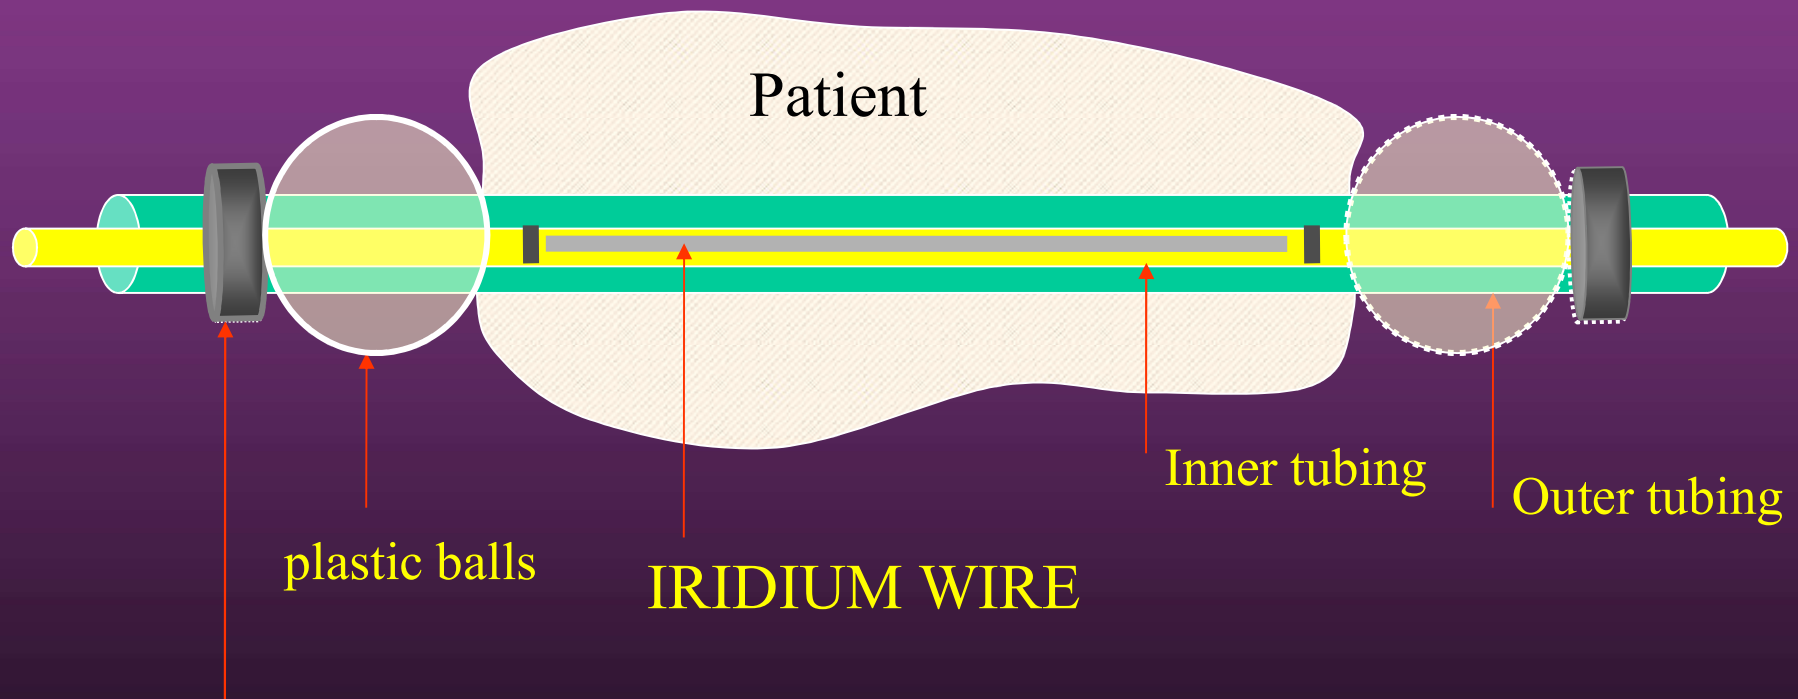 Patient
Inner tubing
Outer tubing
plastic balls
IRIDIUM WIRE